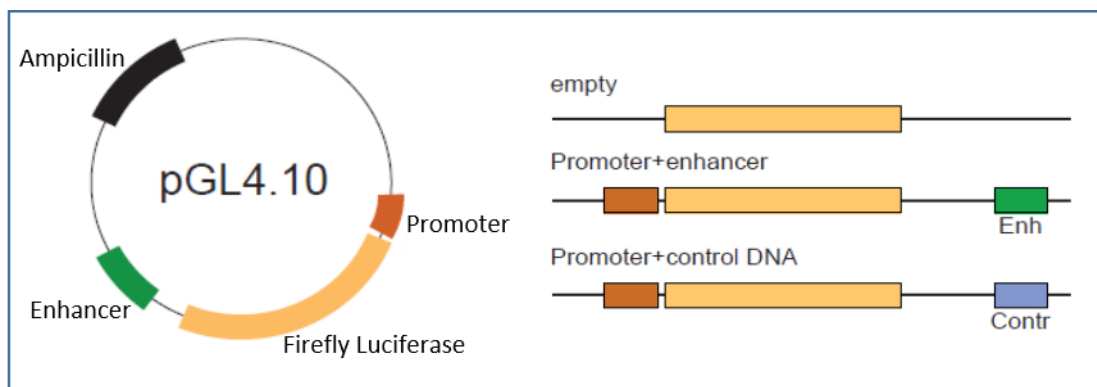 Ampicillin
pGL4.10
Promoter
Enhancer
Firefly Luciferase
empty
Promoter+enhancer
Enh
Promoter+control DNA
Contr